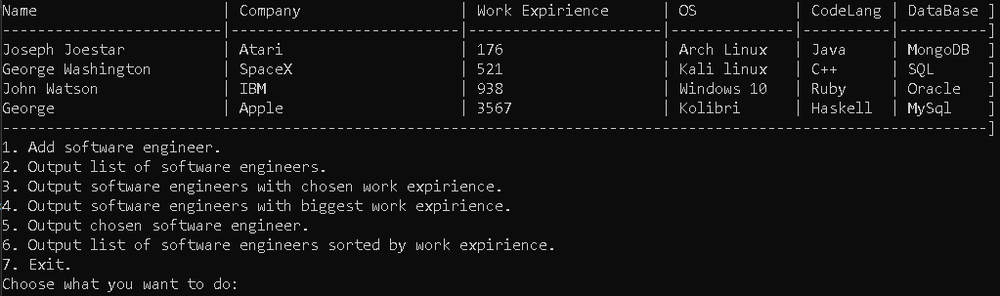 Name | Company | Work Expirience | OS | CodeLang | DataBase ]
-------------------------|--------------------------|----------------------|--------------|----------|----------]
Joseph Joestar | Atari | 176 | Arch Linux | Java | MongoDB ]
George Washington | SpaceX | 521 | Kali linux | C++ | SQL ]
John Watson | IBM | 938 | Windows 10 | Ruby | Oracle ]
George | Apple | 3567 | Kolibri | Haskell | MySql ]
----------------------------------------------------------------------------------------------------------------]
1. Add software engineer.
2. Output list of software engineers.
3. Output software engineers with chosen work expirience.
4. Output software engineers with biggest work expirience.
5. Output chosen software engineer.
6. Output list of software engineers sorted by work expirience.
7. Exit.
Choose what you want to do: